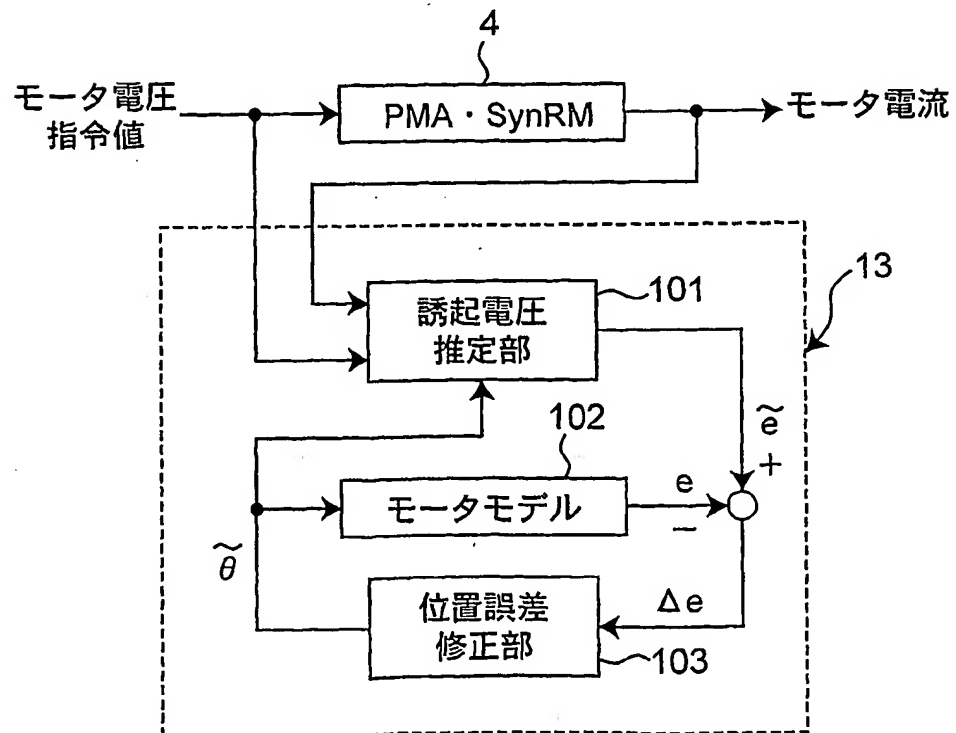 4
モータ電圧
指令値
PMA・SynRM
モータ電流
13
誘起電圧
推定部
101
102
モータモデル
e
−
ẽ
+
θ̃
位置誤差
修正部
Δe
103